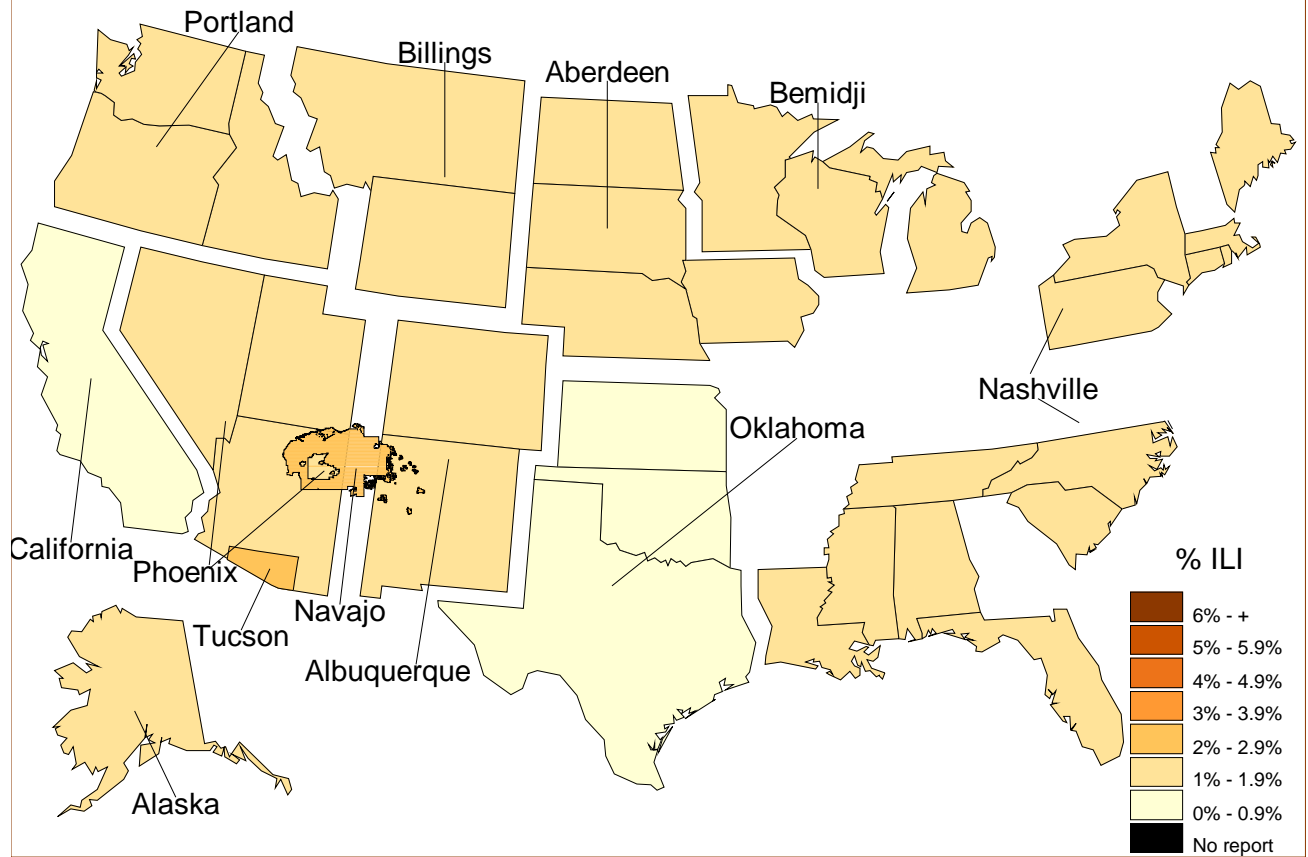 Portland
Billings
Aberdeen
Bemidji
Nashville
Oklahoma
California
Phoenix
Navajo
Tucson
Albuquerque
Alaska
% ILI
6% - +
5% - 5.9%
4% - 4.9%
3% - 3.9%
2% - 2.9%
1% - 1.9%
0% - 0.9%
No report